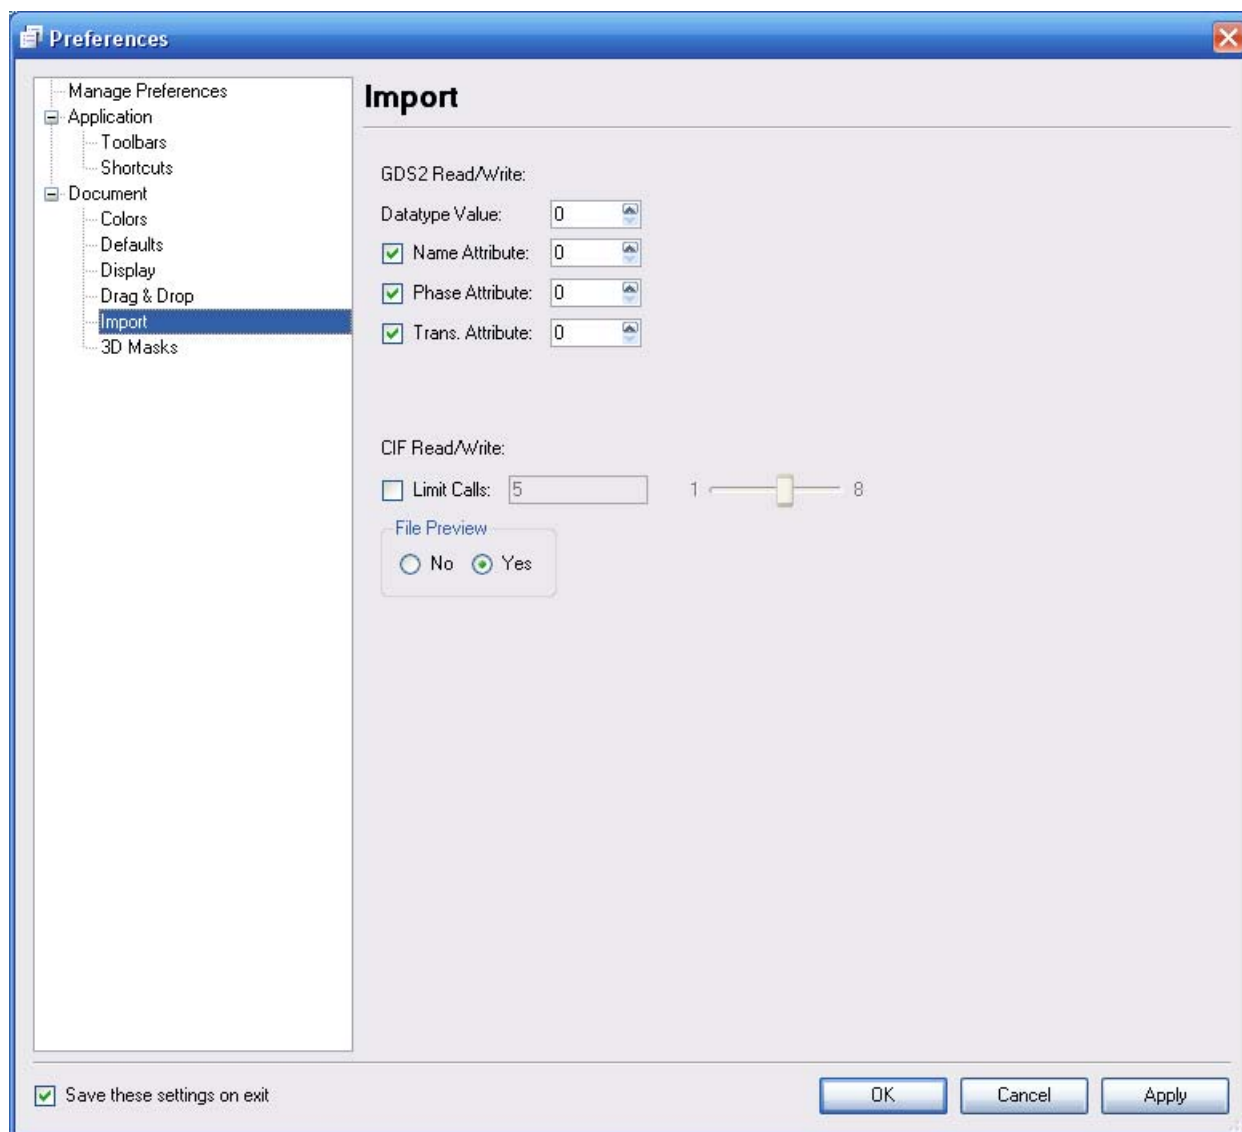 Preferences
Manage Preferences
Application
Toolbars
Shortcuts
Document
Colors
Defaults
Display
Drag & Drop
Import
3D Masks
Import
GDS2 Read/Write:
Datatype Value: 0
Name Attribute: 0
Phase Attribute: 0
Trans. Attribute: 0
CIF Read/Write:
Limit Calls: 5 1 8
File Preview
No Yes
Save these settings on exit OK Cancel Apply